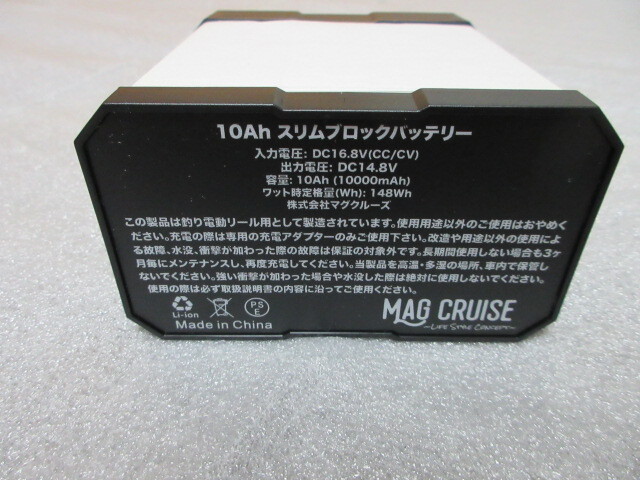 10Ah スリムブロックバッテリー
入力電圧: DC16.8V(CC/CV)
出力電圧: DC14.8V
容量: 10Ah (10000mAh)
ワット時定格量(Wh): 148Wh
株式会社マグクルーズ
この製品は釣り電動リール用として製造されています。使用用途以外のご使用はおやめく
ださい。充電の際は専用の充電アダプターのみご使用下さい。改造や用途以外の使用によ
る故障、水没、衝撃が加わった際の故障は保証の対象外です。長期間使用しない場合も3ヶ
月毎にメンテナンスし、再度充電してください。当製品を高温・多湿の場所、車内で保管し
ないでください。強い衝撃が加わった場合や水没した際は絶対に使用しないでください。
使用の際は必ず取扱説明書の内容に沿ってご使用ください。
Li-ion
PS
E
Made in China
MAG CRUISE
~LIFE STYLE CONCEPT~